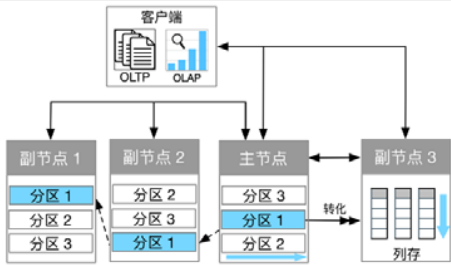 客户端
OLTP OLAP
副节点 1 副节点 2 主节点 副节点 3
分区 1 分区 2 分区 3
分区 2 分区 3 分区 1 转化
分区 3 分区 1 分区 2 列存